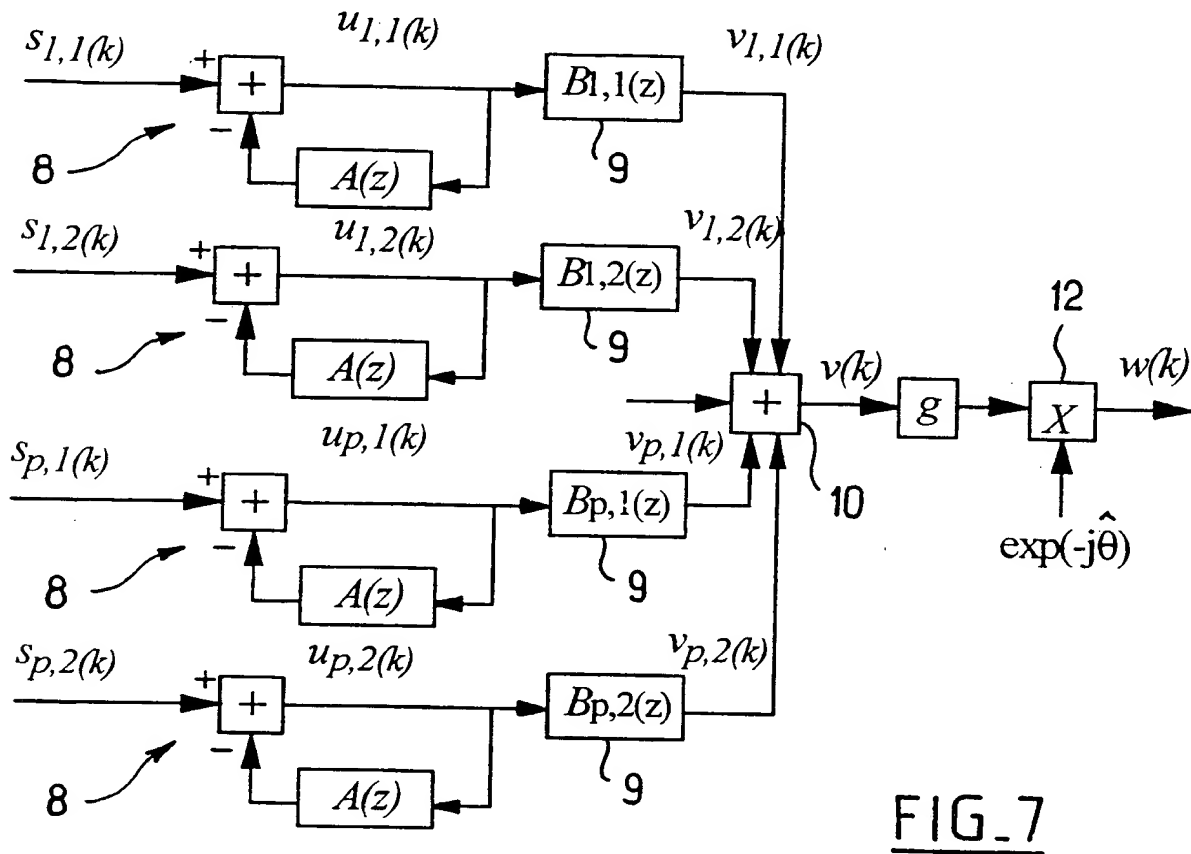 s1,1(k) u1,1(k) v1,1(k)
+ + B1,1(z)
−
8 A(z) 9
s1,2(k) u1,2(k) v1,2(k)
+ + B1,2(z)
−
8 A(z) 9
12
+ v(k) g X w(k)
10
exp(-jθ̂)
sp,1(k) up,1(k) vp,1(k)
+ + Bp,1(z)
−
8 A(z) 9
sp,2(k) up,2(k) vp,2(k)
+ + Bp,2(z)
−
8 A(z) 9
FIG_7